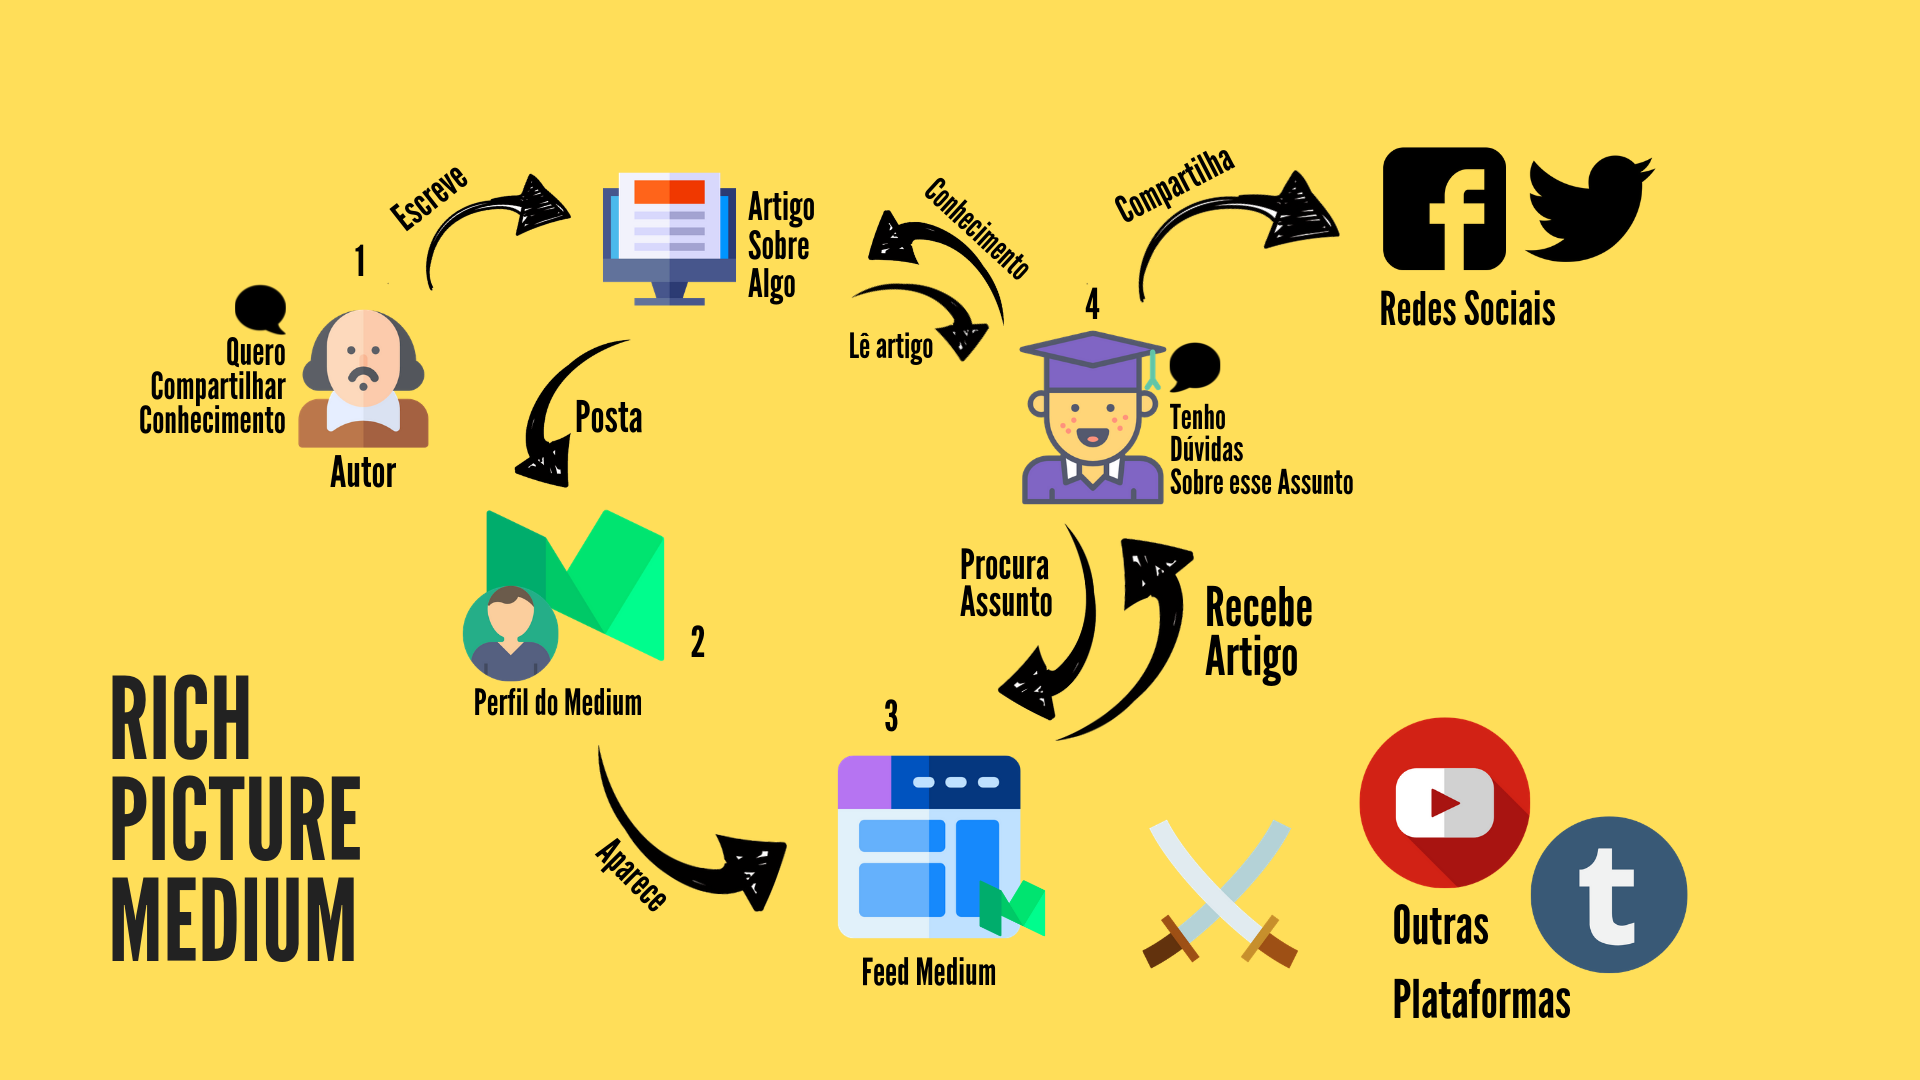 1
Quero
Compartilhar
Conhecimento
Autor
Escreve
Artigo
Sobre
Algo
Posta
Perfil do Medium
2
Aparece
3
Feed Medium
Procura
Assunto
Recebe
Artigo
4
Tenho
Dúvidas
Sobre esse Assunto
Lê artigo
Conhecimento
Compartilha
Redes Sociais
Outras
Plataformas
RICH
PICTURE
MEDIUM